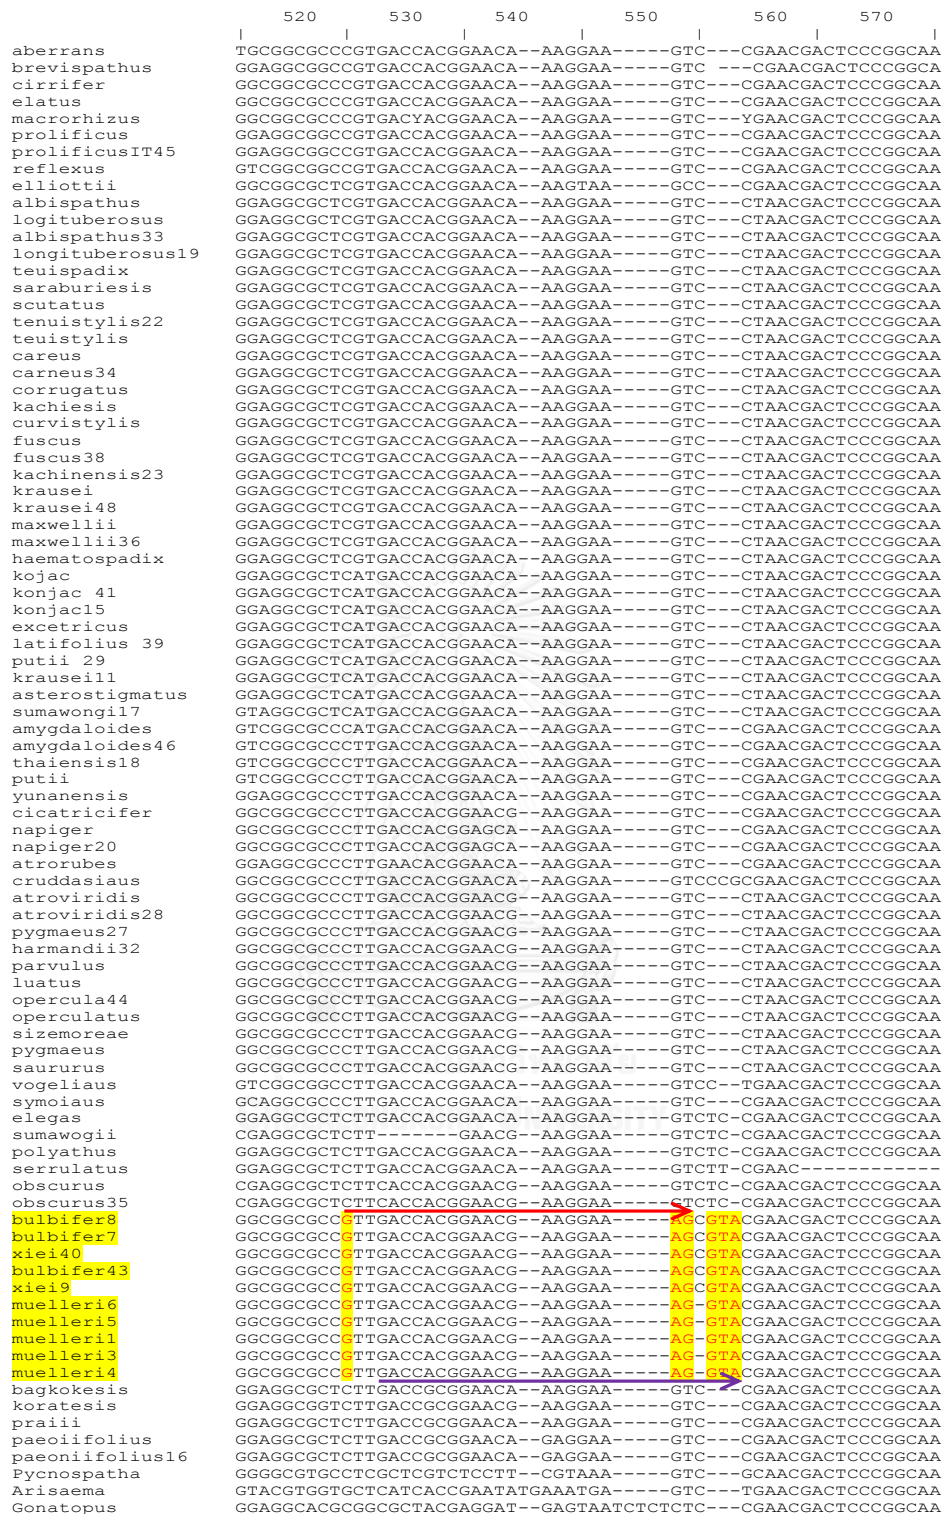 520 530 540 550 560 570
| | | | | | |
aberrans TGCGGCGCCCGTGACCACGGAACA--AAGGAA-----GTC---CGAACGACTCCCGGCAA
brevispathus GGAGGCGGCCGTGACCACGGAACA--AAGGAA-----GTC ---CGAACGACTCCCGGCA
cirrifer GGCGGCGCCCGTGACCACGGAACA--AAGGAA-----GTC---CGAACGACTCCCGGCAA
elatus GGCGGCGCCCGTGACCACGGAACA--AAGGAA-----GTC---CGAACGACTCCCGGCAA
macrorhizus GGCGGCGCCCGTGACYACGGAACA--AAGGAA-----GTC---YGAACGACTCCCGGCAA
prolificus GGAGGCGGCCGTGACCACGGAACA--AAGGAA-----GTC---CGAACGACTCCCGGCAA
prolificusIT45 GGAGGCGGCCGTGACCACGGAACA--AAGGAA-----GTC---CGAACGACTCCCGGCAA
reflexus GTCGGCGGCCGTGACCACGGAACA--AAGGAA-----GTC---CGAACGACTCCCGGCAA
elliottii GGCGGCGCTCGTGACCACGGAACA--AAGTAA-----GCC---CGAACGACTCCCGGCAA
albispathus GGAGGCGCTCGTGACCACGGAACA--AAGGAA-----GTC---CTAACGACTCCCGGCAA
logituberosus GGAGGCGCTCGTGACCACGGAACA--AAGGAA-----GTC---CTAACGACTCCCGGCAA
albispathus33 GGAGGCGCTCGTGACCACGGAACA--AAGGAA-----GTC---CTAACGACTCCCGGCAA
longituberosus19 GGAGGCGCTCGTGACCACGGAACA--AAGGAA-----GTC---CTAACGACTCCCGGCAA
teuispadix GGAGGCGCTCGTGACCACGGAACA--AAGGAA-----GTC---CTAACGACTCCCGGCAA
saraburiesis GGAGGCGCTCGTGACCACGGAACA--AAGGAA-----GTC---CTAACGACTCCCGGCAA
scutatus GGAGGCGCTCGTGACCACGGAACA--AAGGAA-----GTC---CTAACGACTCCCGGCAA
tenuistylis22 GGAGGCGCTCGTGACCACGGAACA--AAGGAA-----GTC---CTAACGACTCCCGGCAA
teuistylis GGAGGCGCTCGTGACCACGGAACA--AAGGAA-----GTC---CTAACGACTCCCGGCAA
careus GGAGGCGCTCGTGACCACGGAACA--AAGGAA-----GTC---CTAACGACTCCCGGCAA
carneus34 GGAGGCGCTCGTGACCACGGAACA--AAGGAA-----GTC---CTAACGACTCCCGGCAA
corrugatus GGAGGCGCTCGTGACCACGGAACA--AAGGAA-----GTC---CTAACGACTCCCGGCAA
kachiesis GGAGGCGCTCGTGACCACGGAACA--AAGGAA-----GTC---CTAACGACTCCCGGCAA
curvistylis GGAGGCGCTCGTGACCACGGAACA--AAGGAA-----GTC---CTAACGACTCCCGGCAA
fuscus GGAGGCGCTCGTGACCACGGAACA--AAGGAA-----GTC---CTAACGACTCCCGGCAA
fuscus38 GGAGGCGCTCGTGACCACGGAACA--AAGGAA-----GTC---CTAACGACTCCCGGCAA
kachinensis23 GGAGGCGCTCGTGACCACGGAACA--AAGGAA-----GTC---CTAACGACTCCCGGCAA
krausei GGAGGCGCTCGTGACCACGGAACA--AAGGAA-----GTC---CTAACGACTCCCGGCAA
krausei48 GGAGGCGCTCGTGACCACGGAACA--AAGGAA-----GTC---CTAACGACTCCCGGCAA
maxwellii GGAGGCGCTCGTGACCACGGAACA--AAGGAA-----GTC---CTAACGACTCCCGGCAA
maxwellii36 GGAGGCGCTCGTGACCACGGAACA--AAGGAA-----GTC---CTAACGACTCCCGGCAA
haematospadix GGAGGCGCTCGTGACCACGGAACA--AAGGAA-----GTC---CTAACGACTCCCGGCAA
kojac GGAGGCGCTCATGACCACGGAACA--AAGGAA-----GTC---CTAACGACTCCCGGCAA
konjac 41 GGAGGCGCTCATGACCACGGAACA--AAGGAA-----GTC---CTAACGACTCCCGGCAA
konjac15 GGAGGCGCTCATGACCACGGAACA--AAGGAA-----GTC---CTAACGACTCCCGGCAA
excetricus GGAGGCGCTCATGACCACGGAACA--AAGGAA-----GTC---CTAACGACTCCCGGCAA
latifolius 39 GGAGGCGCTCATGACCACGGAACA--AAGGAA-----GTC---CTAACGACTCCCGGCAA
putii 29 GGAGGCGCTCATGACCACGGAACA--AAGGAA-----GTC---CTAACGACTCCCGGCAA
krausei11 GGAGGCGCTCATGACCACGGAACA--AAGGAA-----GTC---CTAACGACTCCCGGCAA
asterostigmatus GGAGGCGCTCATGACCACGGAACA--AAGGAA-----GTC---CTAACGACTCCCGGCAA
sumawongi17 GTAGGCGCTCATGACCACGGAACA--AAGGAA-----GTC---CTAACGACTCCCGGCAA
amygdaloides GTCGGCGCCCATGACCACGGAACA--AAGGAA-----GTC---CGAACGACTCCCGGCAA
amygdaloides46 GTCGGCGCCCTTGACCACGGAACA--AAGGAA-----GTC---CGAACGACTCCCGGCAA
thaiensis18 GTCGGCGCCCTTGACCACGGAACA--AAGGAA-----GTC---CGAACGACTCCCGGCAA
putii GTCGGCGCCCTTGACCACGGAACA--AAGGAA-----GTC---CGAACGACTCCCGGCAA
yunanensis GGAGGCGCCCTTGACCACGGAACA--AAGGAA-----GTC---CGAACGACTCCCGGCAA
cicatricifer GGCGGCGCCCTTGACCACGGAACG--AAGGAA-----GTC---CGAACGACTCCCGGCAA
napiger GGCGGCGCCCTTGACCACGGAGCA--AAGGAA-----GTC---CGAACGACTCCCGGCAA
napiger20 GGCGGCGCCCTTGACCACGGAGCA--AAGGAA-----GTC---CGAACGACTCCCGGCAA
atrorubes GGAGGCGCCCTTGAACACGGAACA--AAGGAA-----GTC---CGAACGACTCCCGGCAA
cruddasiaus GGCGGCGCCCTTGACCACGGAACA--AAGGAA-----GTCCCGCGAACGACTCCCGGCAA
atroviridis GGCGGCGCCCTTGACCACGGAACG--AAGGAA-----GTC---CTAACGACTCCCGGCAA
atroviridis28 GGCGGCGCCCTTGACCACGGAACG--AAGGAA-----GTC---CTAACGACTCCCGGCAA
pygmaeus27 GGCGGCGCCCTTGACCACGGAACG--AAGGAA-----GTC---CTAACGACTCCCGGCAA
harmandii32 GGCGGCGCCCTTGACCACGGAACG--AAGGAA-----GTC---CTAACGACTCCCGGCAA
parvulus GGCGGCGCCCTTGACCACGGAACG--AAGGAA-----GTC---CTAACGACTCCCGGCAA
luatus GGCGGCGCCCTTGACCACGGAACG--AAGGAA-----GTC---CTAACGACTCCCGGCAA
opercula44 GGCGGCGCCCTTGACCACGGAACG--AAGGAA-----GTC---CTAACGACTCCCGGCAA
operculatus GGCGGCGCCCTTGACCACGGAACG--AAGGAA-----GTC---CTAACGACTCCCGGCAA
sizemoreae GGCGGCGCCCTTGACCACGGAACG--AAGGAA-----GTC---CTAACGACTCCCGGCAA
pygmaeus GGCGGCGCCCTTGACCACGGAACG--AAGGAA-----GTC---CTAACGACTCCCGGCAA
saururus GGCGGCGCCCTTGACCACGGAACG--AAGGAA-----GTC---CTAACGACTCCCGGCAA
vogeliaus GTCGGCGGCCTTGACCACGGAACA--AAGGAA-----GTCC--TGAACGACTCCCGGCAA
symoiaus GCAGGCGCCCTTGACCACGGAACG--AAGGAA-----GTC---CGAACGACTCCCGGCAA
elegas GGAGGCGCTCTTGACCACGGAACA--AAGGAA-----GTCTC-CGAACGACTCCCGGCAA
sumawogii CGAGGCGCTCTT-------GAACG--AAGGAA-----GTCTC-CGAACGACTCCCGGCAA
polyathus GGAGGCGCTCTTGACCACGGAACG--AAGGAA-----GTCTC-CGAACGACTCCCGGCAA
serrulatus GGAGGCGCTCTTGACCACGGAACG--AAGGAA-----GTCTT-CGAAC------------
obscurus CGAGGCGCTCTTCACCACGGAACG--AAGGAA-----GTCTC-CGAACGACTCCCGGCAA
obscurus35 CGAGGCGCTCTTCACCACGGAACG--AAGGAA-----GTCTC-CGAACGACTCCCGGCAA
bulbifer8 GGCGGCGCCGTTGACCACGGAACG--AAGGAA-----AGCGTACGAACGACTCCCGGCAA
bulbifer7 GGCGGCGCCGTTGACCACGGAACG--AAGGAA-----AGCGTACGAACGACTCCCGGCAA
xiei40 GGCGGCGCCGTTGACCACGGAACG--AAGGAA-----AGCGTACGAACGACTCCCGGCAA
bulbifer43 GGCGGCGCCGTTGACCACGGAACG--AAGGAA-----AGCGTACGAACGACTCCCGGCAA
xiei9 GGCGGCGCCGTTGACCACGGAACG--AAGGAA-----AGCGTACGAACGACTCCCGGCAA
muelleri6 GGCGGCGCCGTTGACCACGGAACG--AAGGAA-----AG-GTACGAACGACTCCCGGCAA
muelleri5 GGCGGCGCCGTTGACCACGGAACG--AAGGAA-----AG-GTACGAACGACTCCCGGCAA
muelleri1 GGCGGCGCCGTTGACCACGGAACG--AAGGAA-----AG-GTACGAACGACTCCCGGCAA
muelleri3 GGCGGCGCCGTTGACCACGGAACG--AAGGAA-----AG-GTACGAACGACTCCCGGCAA
muelleri4 GGCGGCGCCGTTGACCACGGAACG--AAGGAA-----AG-GTACGAACGACTCCCGGCAA
bagkokesis GGAGGCGCTCTTGACCGCGGAACA--AAGGAA-----GTC---CGAACGACTCCCGGCAA
koratesis GGAGGCGGTCTTGACCGCGGAACG--AAGGAA-----GTC---CGAACGACTCCCGGCAA
praiii GGAGGCGCTCTTGACCGCGGAACA--AAGGAA-----GTC---CGAACGACTCCCGGCAA
paeoiifolius GGAGGCGCTCTTGACCGCGGAACA--GAGGAA-----GTC---CGAACGACTCCCGGCAA
paeoniifolius16 GGAGGCGCTCTTGACCGCGGAACA--GAGGAA-----GTC---CGAACGACTCCCGGCAA
Pycnospatha GGGGCGTGCCTCGCTCGTCTCCTT--CGTAAA-----GTC---GCAACGACTCCCGGCAA
Arisaema GTACGTGGTGCTCATCACCGAATATGAAATGA-----GTC---TGAACGACTCCCGGCAA
Gonatopus GGAGGCACGCGGCGCTACGAGGAT--GAGTAATCTCTCTC---CGAACGACTCCCGGCAA